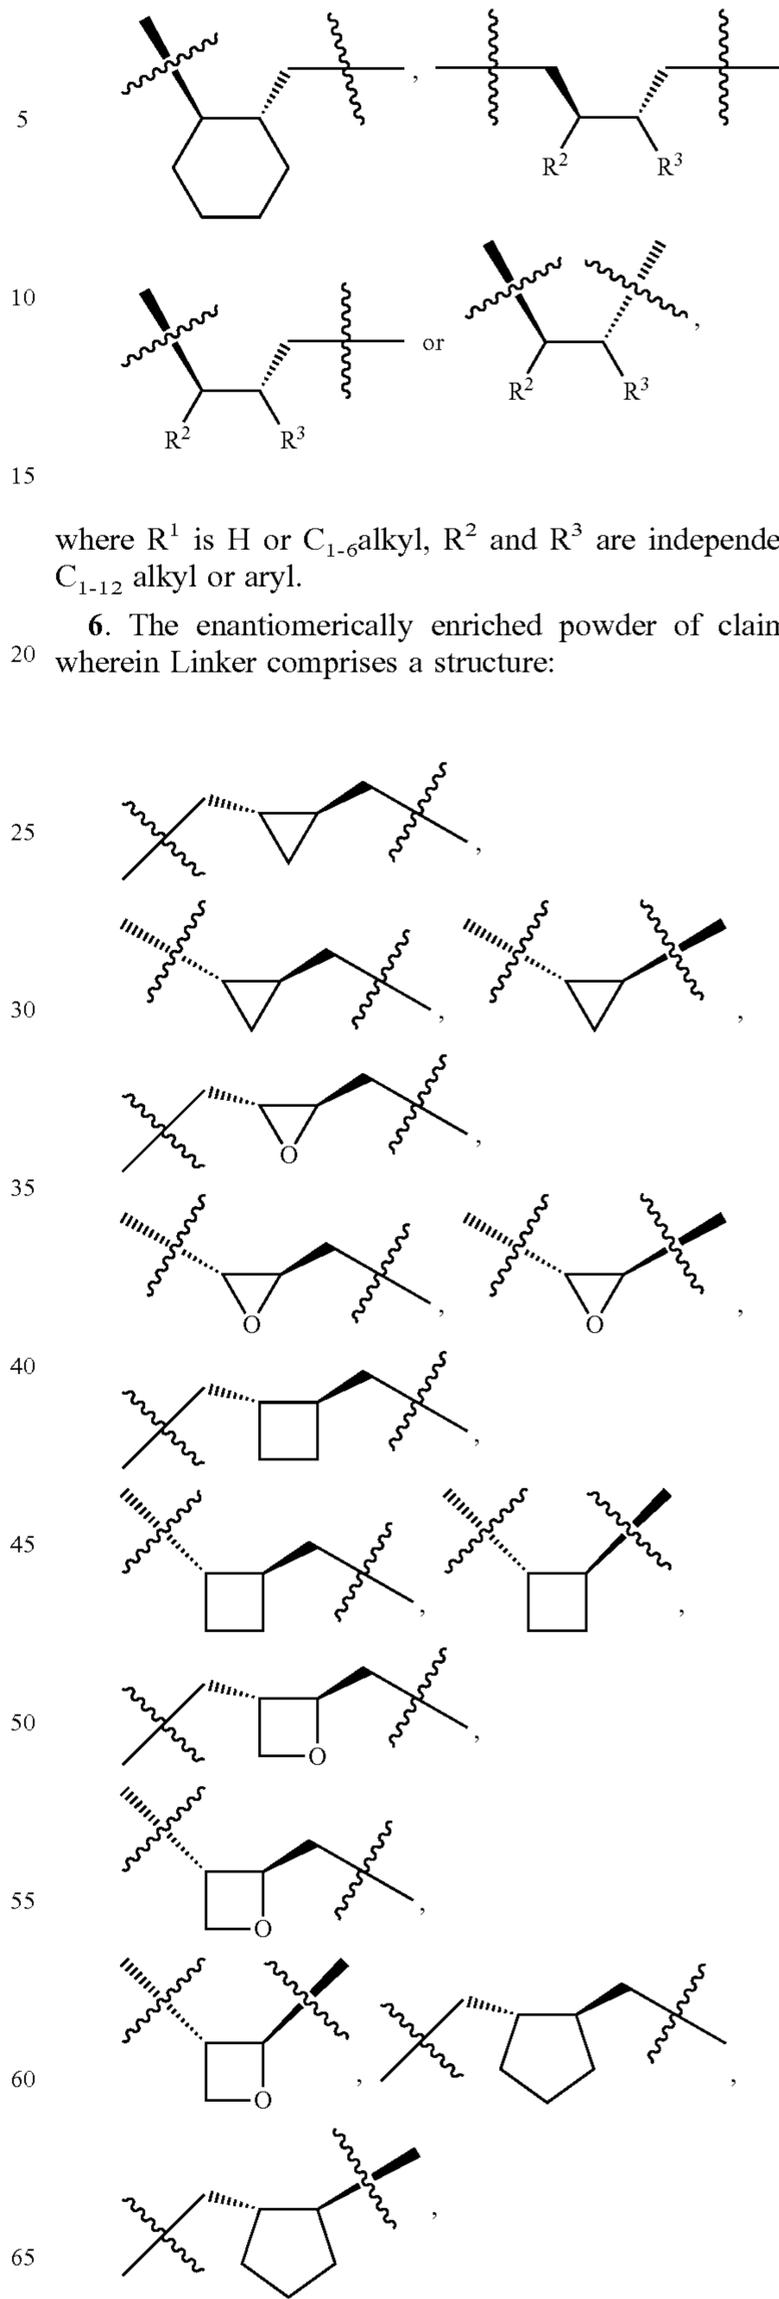 ,
5
R² R³
10
or ,
R² R³
R² R³
15
where R¹ is H or C₁₋₆alkyl, R² and R³ are independe
C₁₋₁₂ alkyl or aryl.
6. The enantiomerically enriched powder of claim
20
wherein Linker comprises a structure:
25 ,
30 , ,
,
O
35
, ,
O O
40
,
45
, ,
50 ,
O
55 ,
O
60 , ,
O
,
65